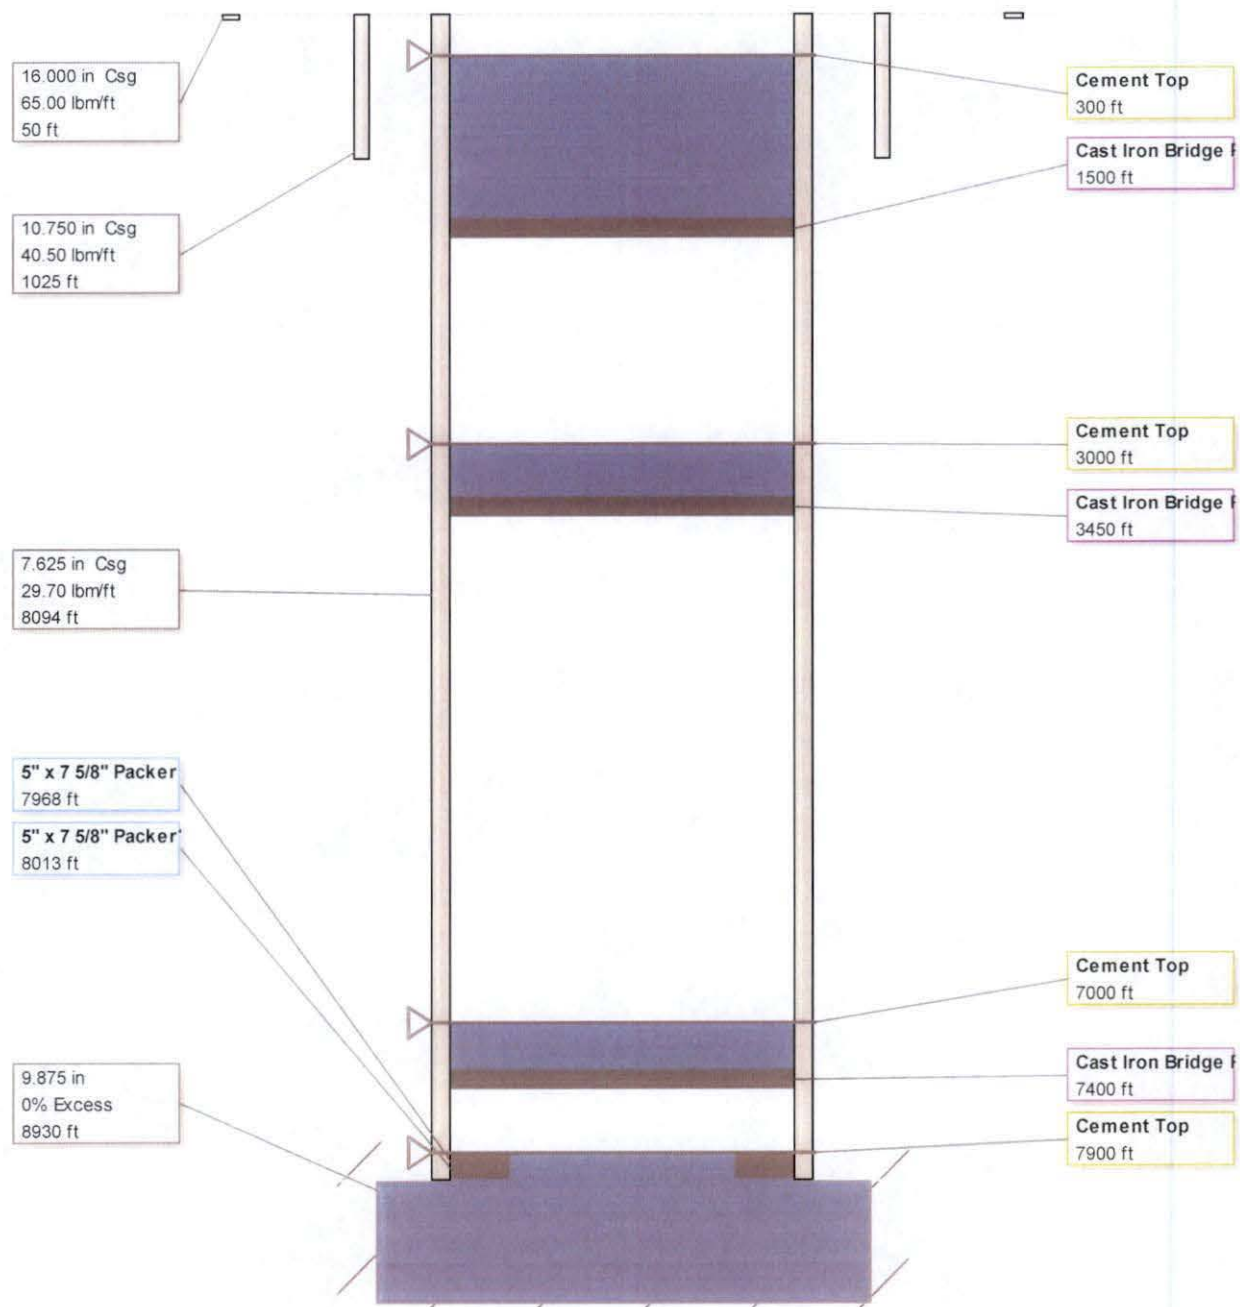 16.000 in Csg
65.00 lbm/ft
50 ft
10.750 in Csg
40.50 lbm/ft
1025 ft
7.625 in Csg
29.70 lbm/ft
8094 ft
5" x 7 5/8" Packer
7968 ft
5" x 7 5/8" Packer
8013 ft
9.875 in
0% Excess
8930 ft
Cement Top
300 ft
Cast Iron Bridge
1500 ft
Cement Top
3000 ft
Cast Iron Bridge
3450 ft
Cement Top
7000 ft
Cast Iron Bridge
7400 ft
Cement Top
7900 ft